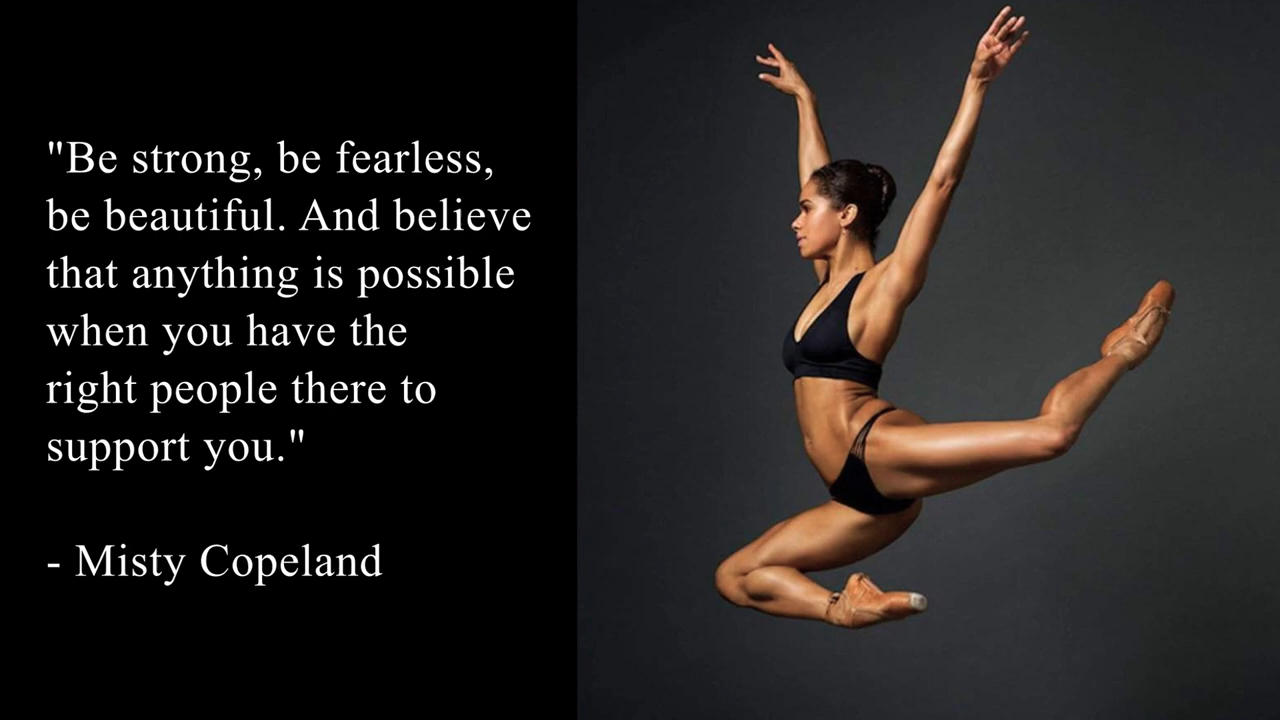 "Be strong, be fearless,
be beautiful. And believe
that anything is possible
when you have the
right people there to
support you."
- Misty Copeland